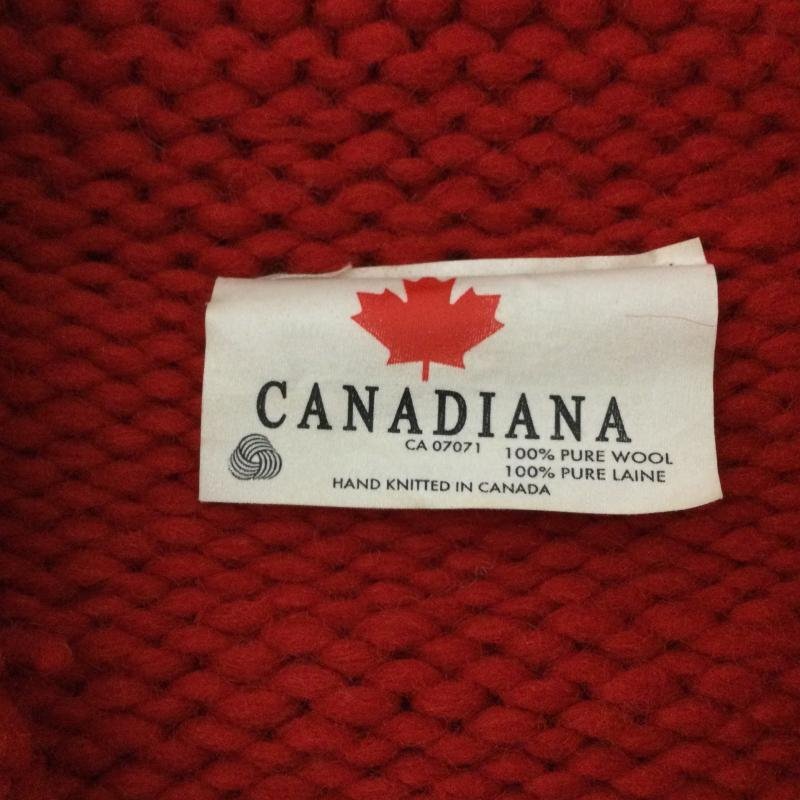 CANADIANA
CA 07071 100% PURE WOOL
100% PURE LAINE
HAND KNITTED IN CANADA